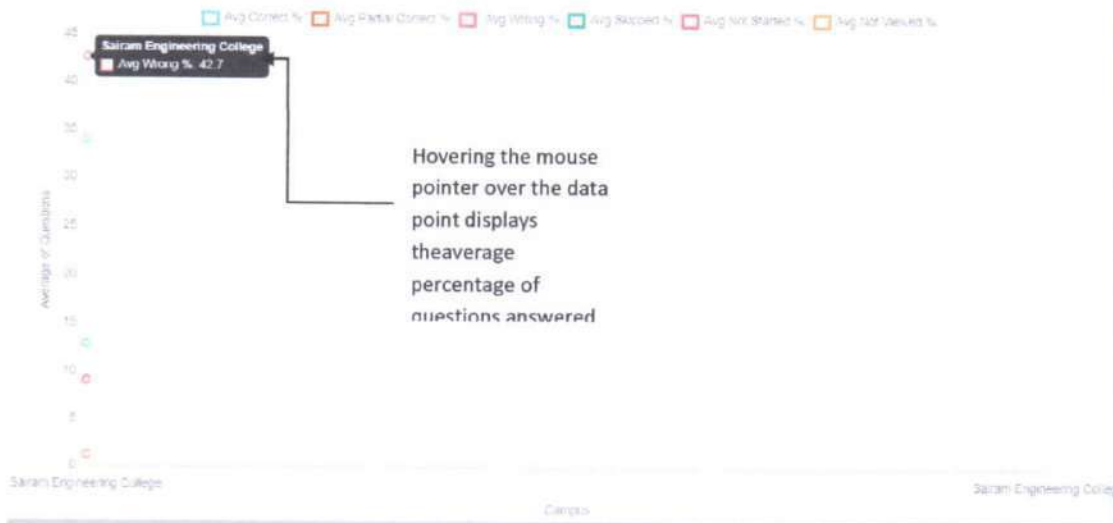 Avg Correct % Avg Partial Correct % Avg Wrong % Avg Skipped % Avg Not Started % Avg Not Viewed %
45
Sairam Engineering College
Avg Wrong % 42.7
40
35
Hovering the mouse
pointer over the data
point displays
theaverage
percentage of
questions answered
30
25
20
15
10
5
0
Average of Questions
Sairam Engineering College
Sairam Engineering Colleg
Campus